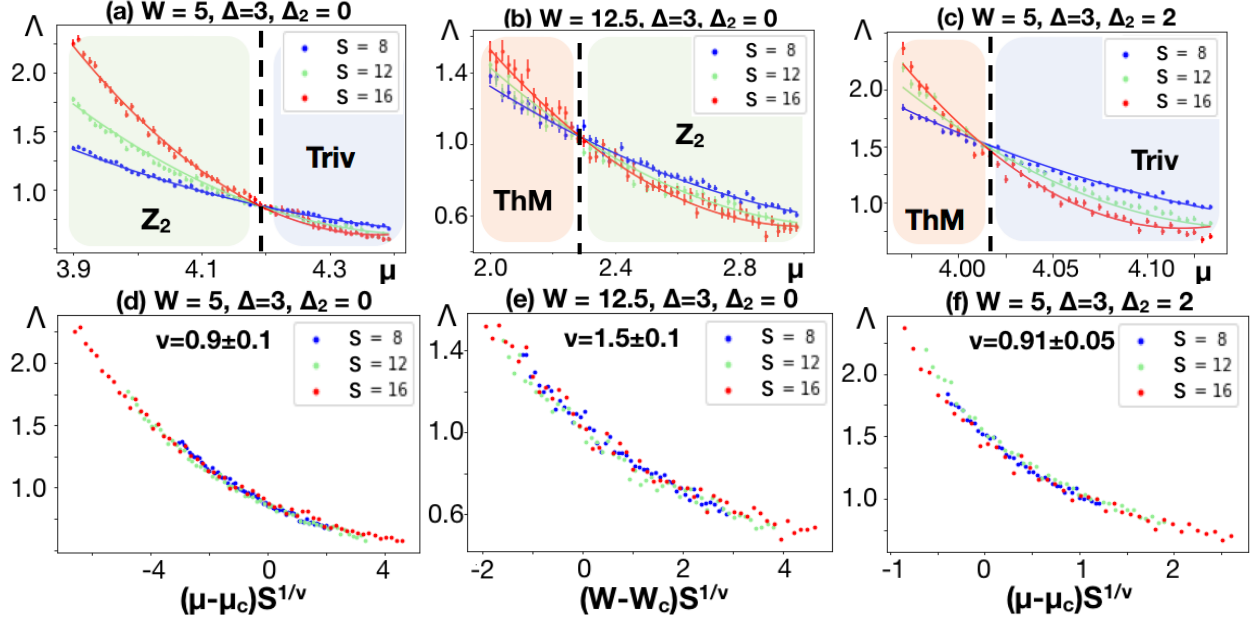 (a) W = 5, Δ=3, Δ₂ = 0
Λ
S = 8
S = 12
S = 16
2.0
1.5
1.0
Triv
Z₂
3.9
4.1
4.3
μ
(b) W = 12.5, Δ=3, Δ₂ = 0
Λ
S = 8
S = 12
S = 16
1.4
1.0
0.6
Z₂
ThM
2.0
2.4
2.8
μ
(c) W = 5, Δ=3, Δ₂ = 2
Λ
S = 8
S = 12
S = 16
2.0
1.5
1.0
Triv
ThM
4.00
4.05
4.10
μ
(d) W = 5, Δ=3, Δ₂ = 0
Λ
ν=0.9±0.1
S = 8
S = 12
S = 16
2.0
1.5
1.0
-4
0
4
(μ-μc)S^1/ν
(e) W = 12.5, Δ=3, Δ₂ = 0
Λ
ν=1.5±0.1
S = 8
S = 12
S = 16
1.4
1.0
0.6
-2
0
2
4
(W-Wc)S^1/ν
(f) W = 5, Δ=3, Δ₂ = 2
Λ
ν=0.91±0.05
S = 8
S = 12
S = 16
2.0
1.5
1.0
-1
0
1
2
(μ-μc)S^1/ν